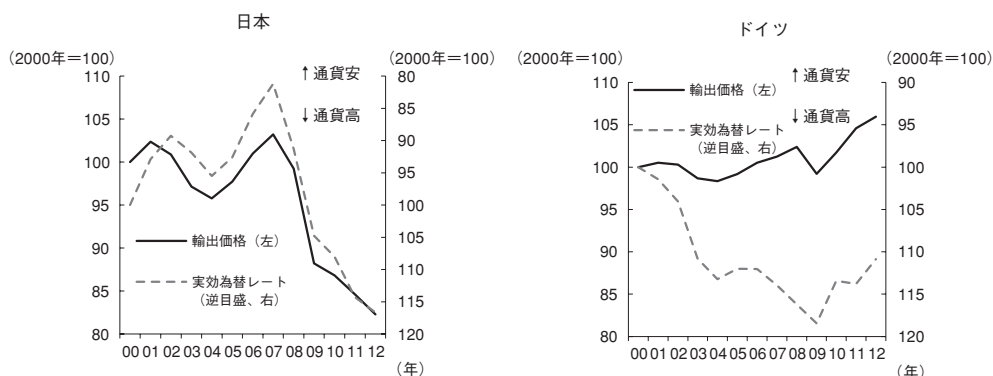 日本
（2000年＝100）
（2000年＝100）
110
105
100
95
90
85
80
80
85
90
95
100
105
110
115
120
↑ 通貨安
↓ 通貨高
輸出価格（左）
実効為替レート
（逆目盛、右）
00 01 02 03 04 05 06 07 08 09 10 11 12
（年）
ドイツ
（2000年＝100）
（2000年＝100）
110
105
100
95
90
85
80
90
95
100
105
110
115
120
↑ 通貨安
↓ 通貨高
輸出価格（左）
実効為替レート
（逆目盛、右）
00 01 02 03 04 05 06 07 08 09 10 11 12
（年）